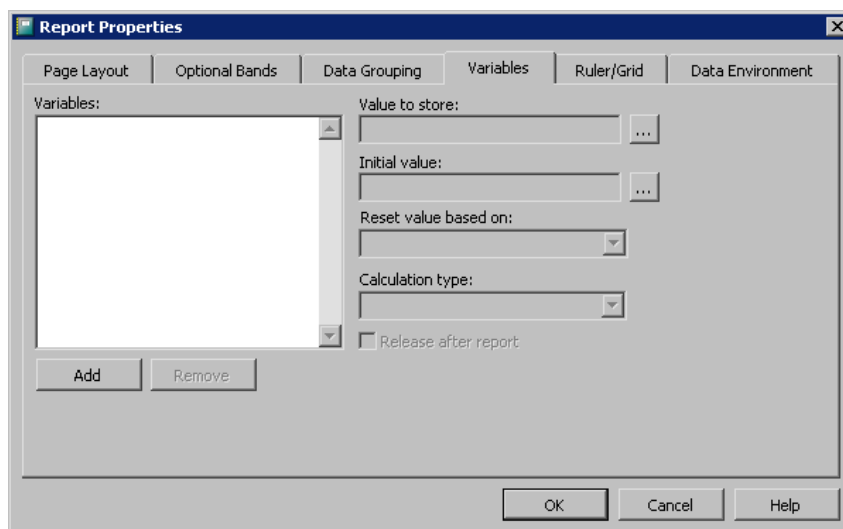 Report Properties
Page Layout
Optional Bands
Data Grouping
Variables
Ruler/Grid
Data Environment
Variables:
Value to store:
...
Initial value:
...
Reset value based on:
Calculation type:
Release after report
Add
Remove
OK
Cancel
Help